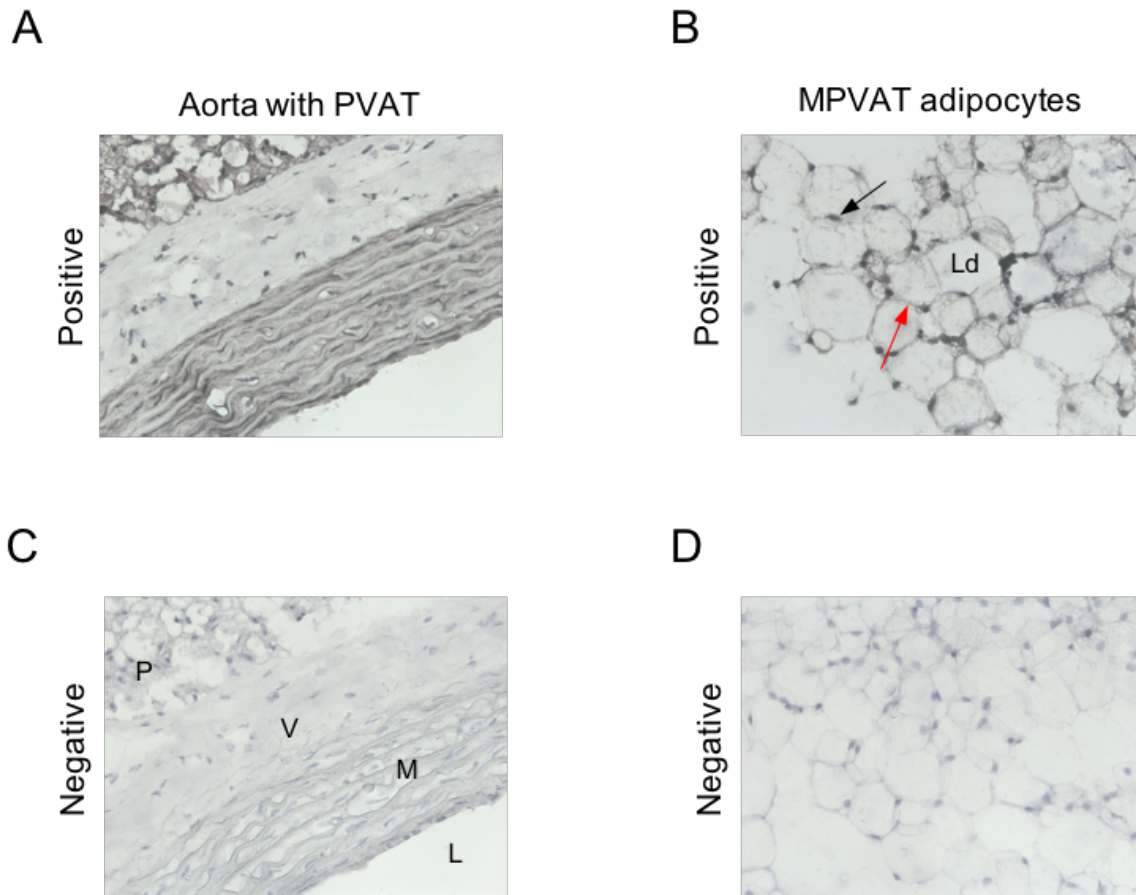 A
B
Aorta with PVAT
MPVAT adipocytes
Positive
Positive
Ld
C
D
Negative
P
V
M
L
Negative